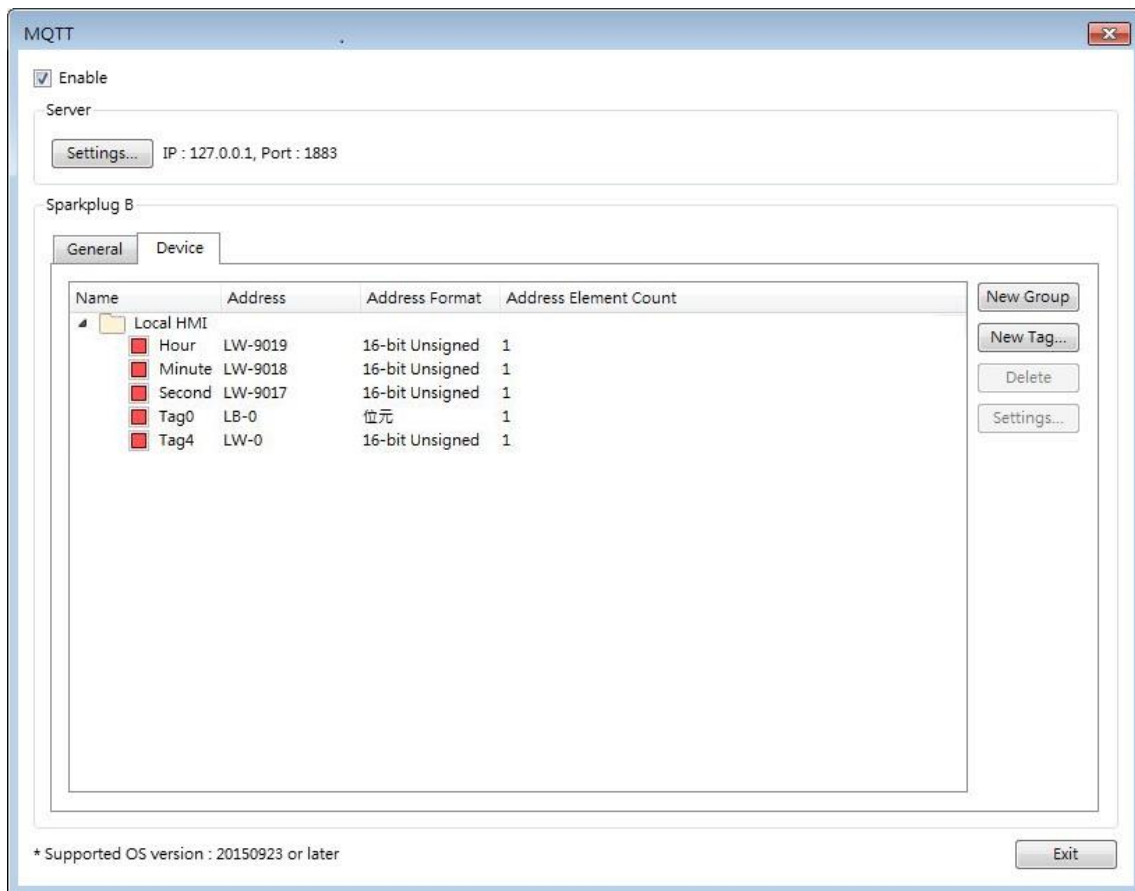 MQTT
Enable
Server
Settings... IP : 127.0.0.1, Port : 1883
Sparkplug B
General Device
Name Address Address Format Address Element Count New Group
Local HMI
Hour LW-9019 16-bit Unsigned 1 New Tag...
Minute LW-9018 16-bit Unsigned 1 Delete
Second LW-9017 16-bit Unsigned 1
Tag0 LB-0 位元 1 Settings...
Tag4 LW-0 16-bit Unsigned 1
* Supported OS version : 20150923 or later Exit